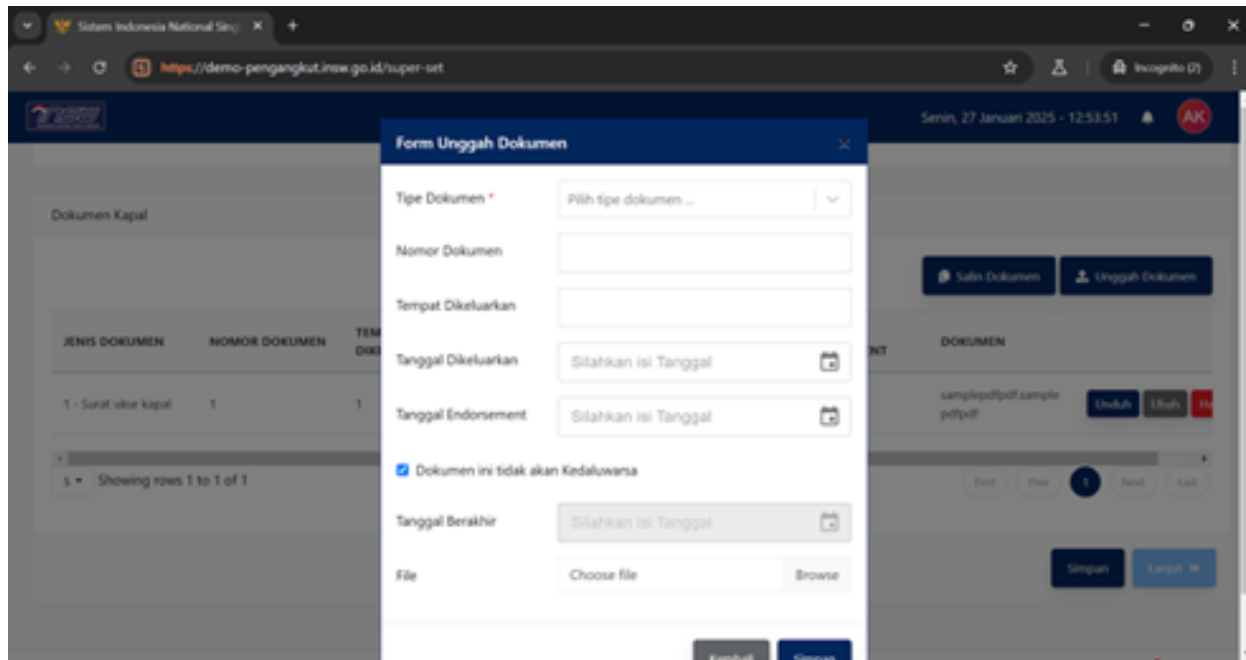 Sistem Indonesia National Sing
https://demo-pengangkut.insw.go.id/super-set
Incognito (2)
Senin, 27 Januari 2025 - 12:53:51
AK
Form Unggah Dokumen
Tipe Dokumen *
Pilih tipe dokumen ...
Dokumen Kapal
Nomor Dokumen
Salin Dokumen
Unggah Dokumen
Tempat Dikeluarkan
JENIS DOKUMEN
NOMOR DOKUMEN
TEM
DIKE
NT
DOKUMEN
Tanggal Dikeluarkan
Silahkan isi Tanggal
1 - Surat ukur kapal
1
1
samplepdfpdf.sample
pdfpdf
Unduh
Ubah
Ha
Tanggal Endorsement
Silahkan isi Tanggal
Dokumen ini tidak akan Kedaluwarsa
5
Showing rows 1 to 1 of 1
First
Prev
1
Next
Last
Tanggal Berakhir
Silahkan isi Tanggal
File
Choose file
Browse
Simpan
Lanjut
Kembali
Simpan